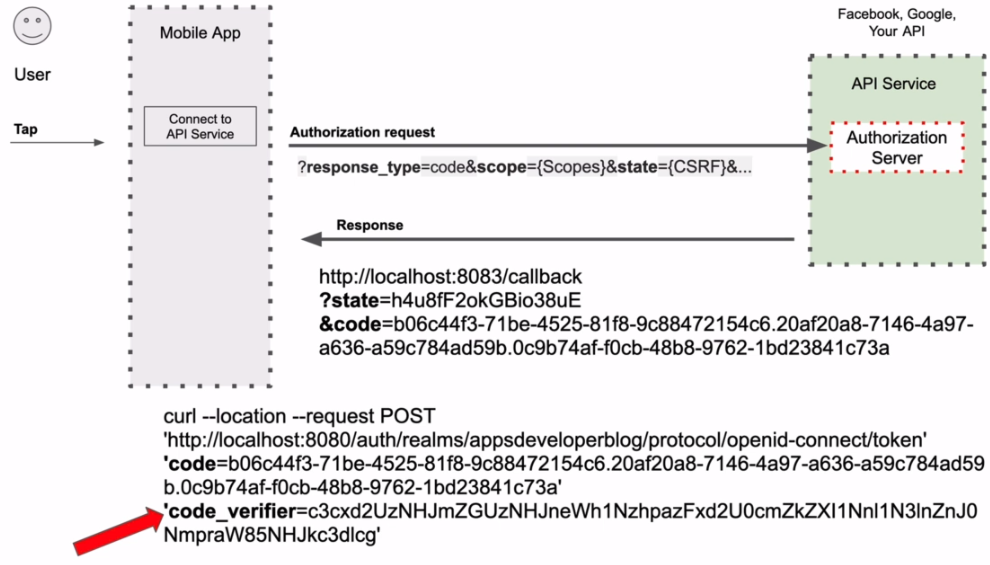 Facebook, Google,
Your API
Mobile App
User
API Service
Connect to
API Service
Tap
Authorization request
Authorization
Server
?response_type=code&scope={Scopes}&state={CSRF}&...
Response
http://localhost:8083/callback
?state=h4u8fF2okGBio38uE
&code=b06c44f3-71be-4525-81f8-9c88472154c6.20af20a8-7146-4a97-
a636-a59c784ad59b.0c9b74af-f0cb-48b8-9762-1bd23841c73a
curl --location --request POST
'http://localhost:8080/auth/realms/appsdeveloperblog/protocol/openid-connect/token'
'code=b06c44f3-71be-4525-81f8-9c88472154c6.20af20a8-7146-4a97-a636-a59c784ad59
b.0c9b74af-f0cb-48b8-9762-1bd23841c73a'
'code_verifier=c3cxd2UzNHJmZGUzNHJneWh1NzhpazFxd2U0cmZkZXI1Nnl1N3lnZnJ0
NmpraW85NHJkc3dlcg'